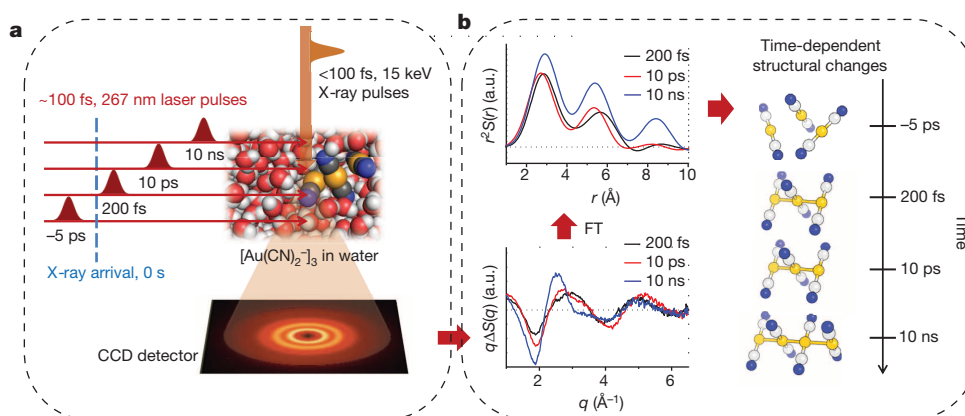 a
<100 fs, 15 keV
X-ray pulses
~100 fs, 267 nm laser pulses
10 ns
10 ps
200 fs
–5 ps
[Au(CN)₂⁻]₃ in water
X-ray arrival, 0 s
CCD detector
b
r²S(r) (a.u.)
200 fs
10 ps
10 ns
0 2 4 6 8 10
r (Å)
FT
qΔS(q) (a.u.)
200 fs
10 ps
10 ns
2 4 6
q (Å⁻¹)
Time-dependent
structural changes
–5 ps
200 fs
10 ps
10 ns
Time